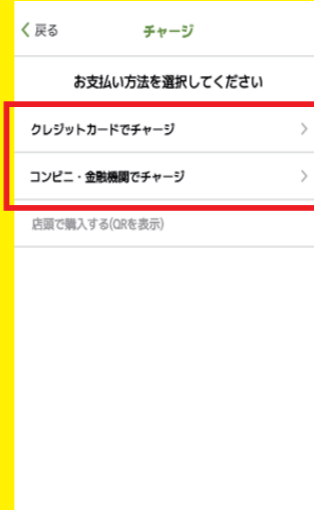 戻る チャージ
お支払い方法を選択してください
クレジットカードでチャージ
コンビニ・金融機関でチャージ
店頭で購入する(QRを表示)